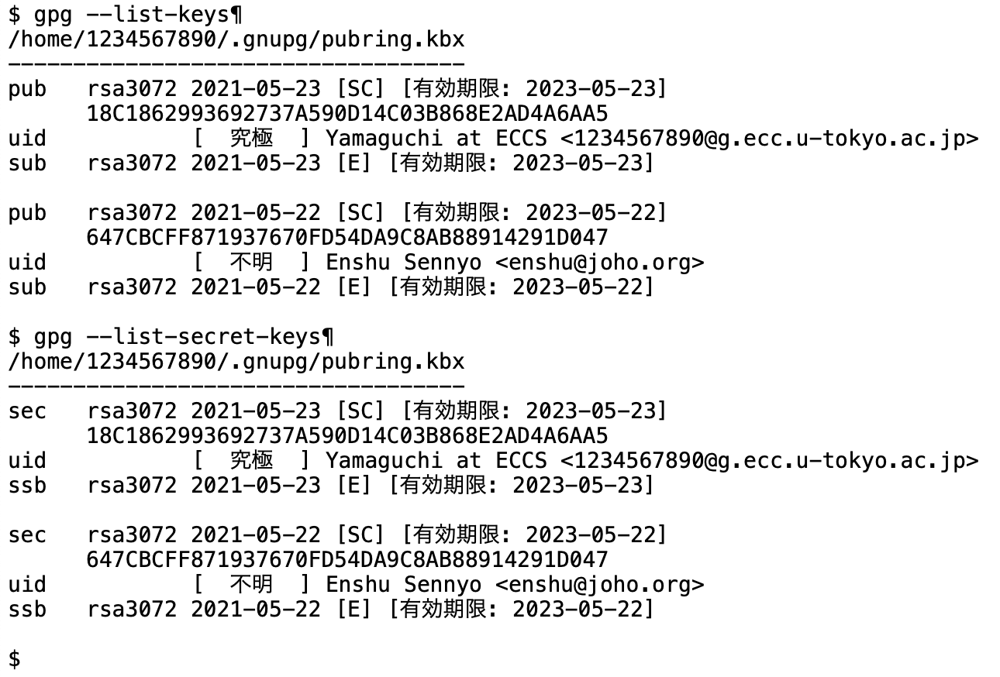 $ gpg --list-keys¶
/home/1234567890/.gnupg/pubring.kbx
-----------------------------------
pub   rsa3072 2021-05-23 [SC] [有効期限: 2023-05-23]
      18C1862993692737A590D14C03B868E2AD4A6AA5
uid           [  究極  ] Yamaguchi at ECCS <1234567890@g.ecc.u-tokyo.ac.jp>
sub   rsa3072 2021-05-23 [E] [有効期限: 2023-05-23]

pub   rsa3072 2021-05-22 [SC] [有効期限: 2023-05-22]
      647CBCFF871937670FD54DA9C8AB88914291D047
uid           [  不明  ] Enshu Sennyo <enshu@joho.org>
sub   rsa3072 2021-05-22 [E] [有効期限: 2023-05-22]

$ gpg --list-secret-keys¶
/home/1234567890/.gnupg/pubring.kbx
-----------------------------------
sec   rsa3072 2021-05-23 [SC] [有効期限: 2023-05-23]
      18C1862993692737A590D14C03B868E2AD4A6AA5
uid           [  究極  ] Yamaguchi at ECCS <1234567890@g.ecc.u-tokyo.ac.jp>
ssb   rsa3072 2021-05-23 [E] [有効期限: 2023-05-23]

sec   rsa3072 2021-05-22 [SC] [有効期限: 2023-05-22]
      647CBCFF871937670FD54DA9C8AB88914291D047
uid           [  不明  ] Enshu Sennyo <enshu@joho.org>
ssb   rsa3072 2021-05-22 [E] [有効期限: 2023-05-22]

$